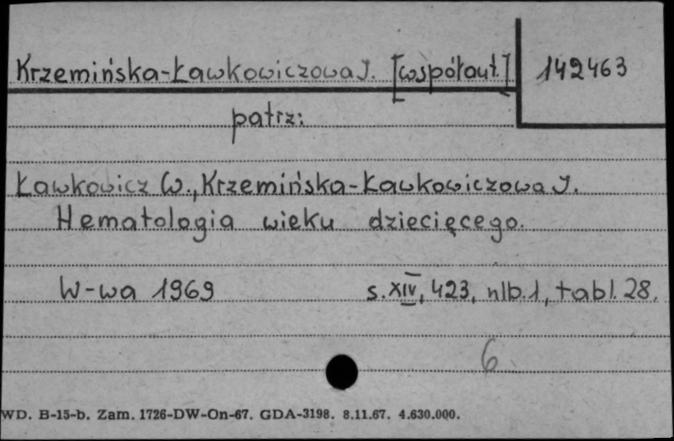 Krzemińska-Ławkowiczowa I. [współaut.] 142463
patrz:
Ławkowicz W., Krzemińska-Ławkowiczowa I.
Hematologia wieku dziecięcego.
W-wa 1969 s. XIV, 423, nlb. 1, tabl. 28.
6
WD. B-15-b. Zam. 1726-DW-On-67. GDA-3198. 8.11.67. 4.630.000.